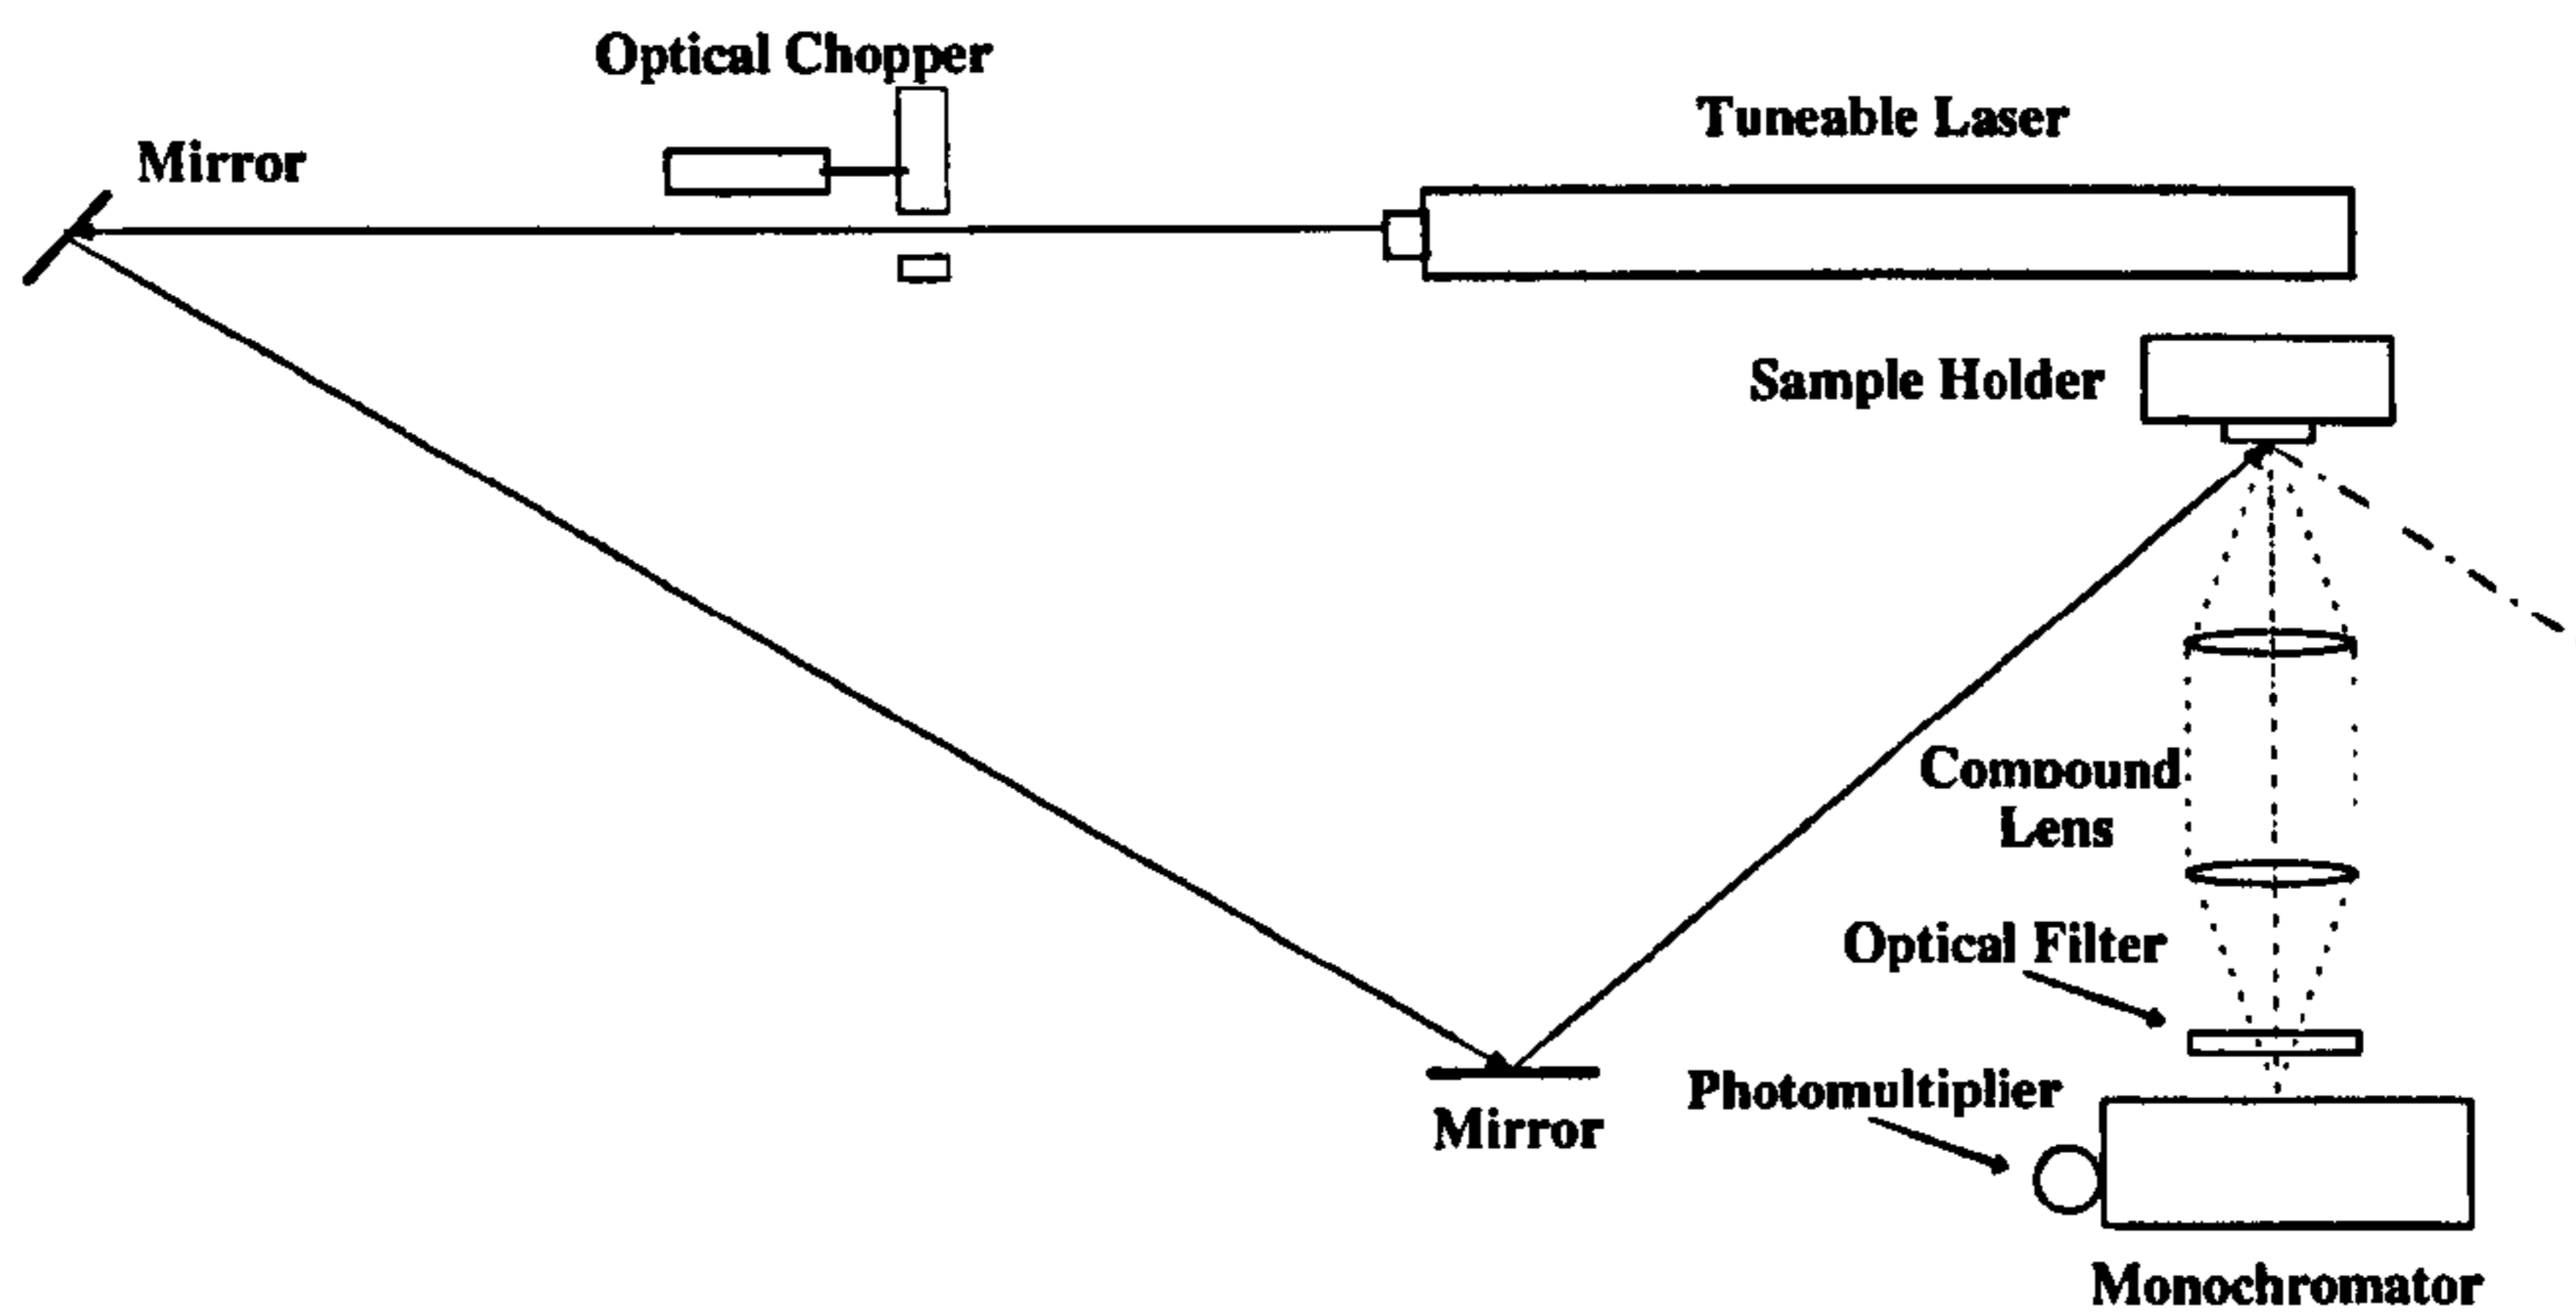 Optical Chopper
Tuneable Laser
Mirror
Sample Holder
Compound
Lens
Optical Filter
Photomultiplier
Mirror
Monochromator